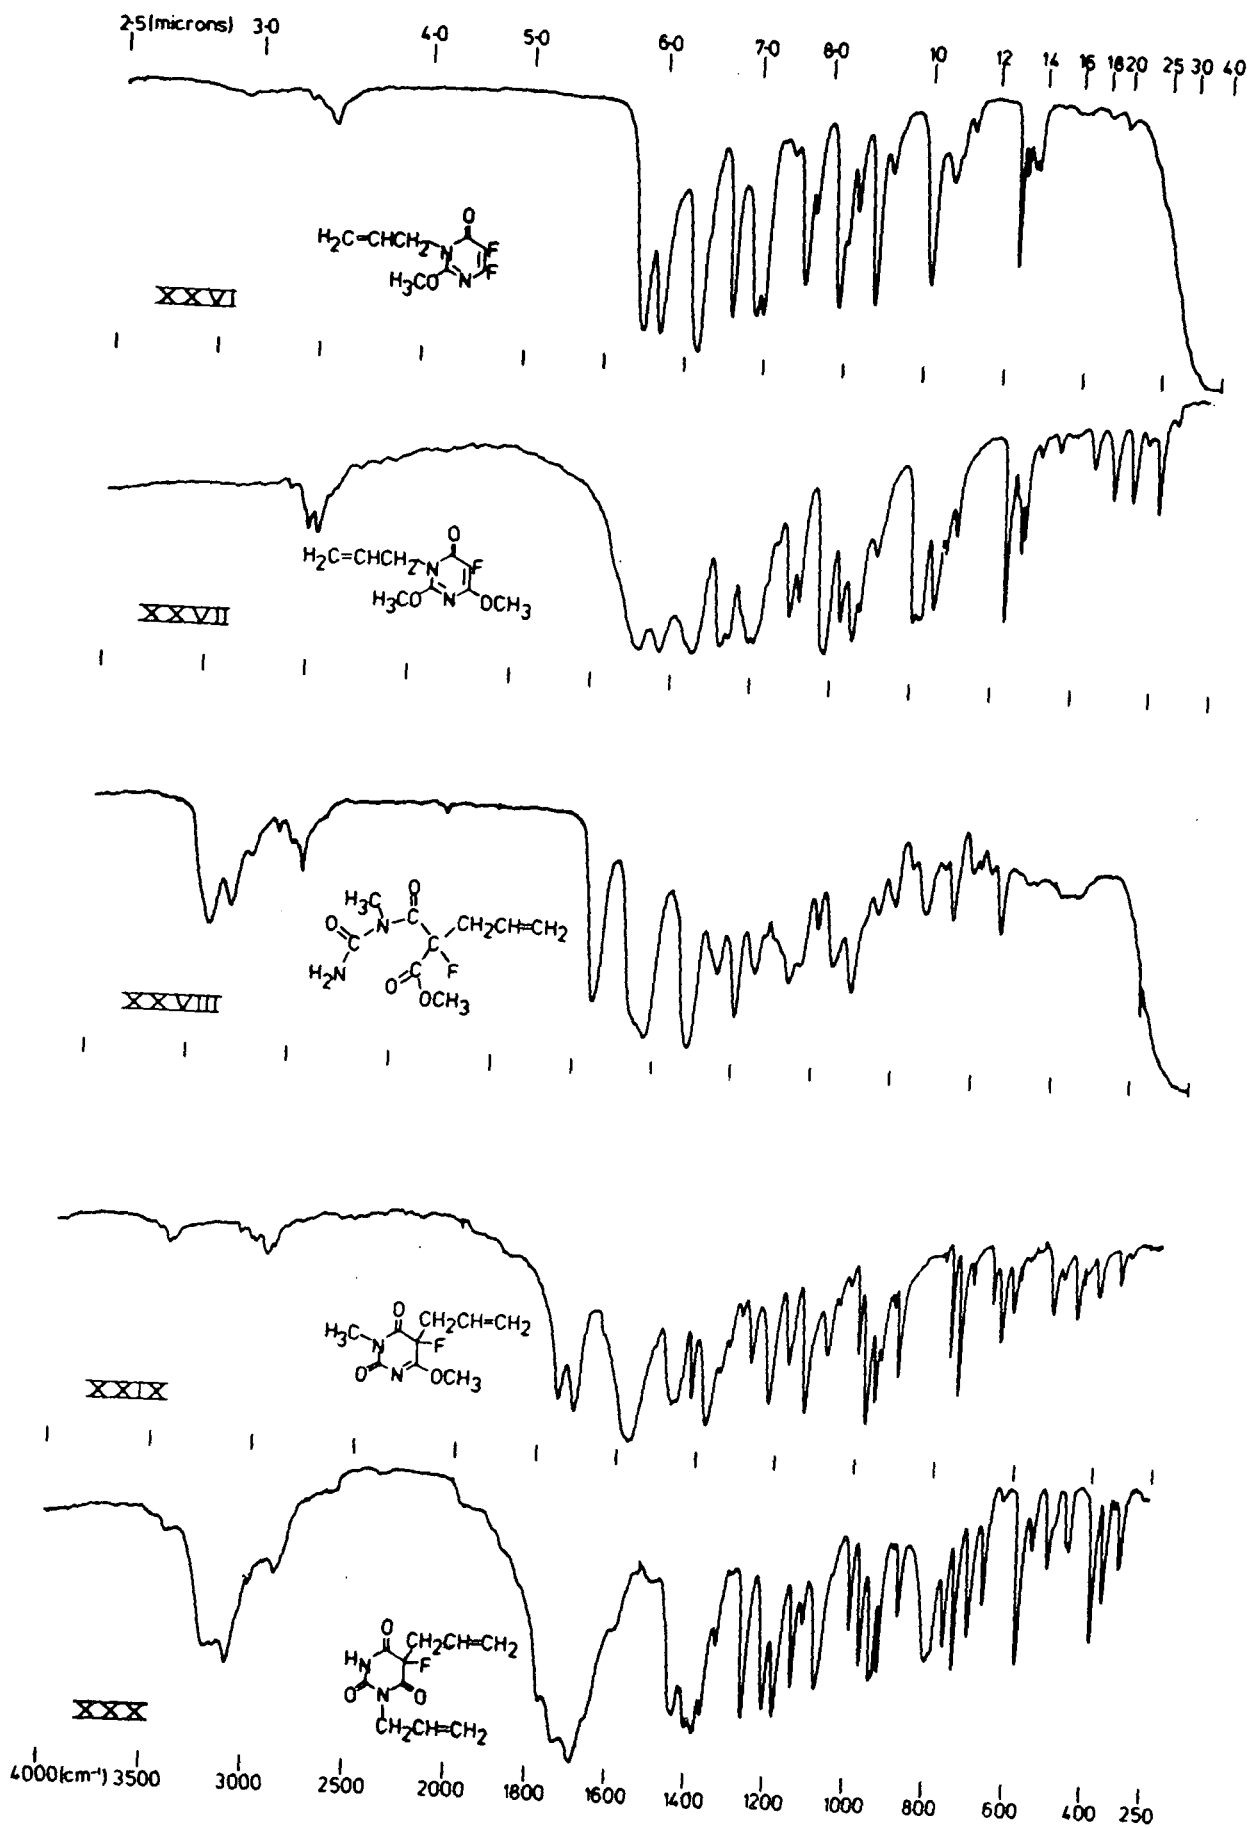 2·5(microns) 3·0 4·0 5·0 6·0 7·0 8·0 10 12 14 16 18 20 25 30 40
O
H₂C=CHCH₂ N F
H₃CO N F
XXVI
O
H₂C=CHCH₂ N F
H₃CO N OCH₃
XXVII
H₃C O
O N C CH₂CH=CH₂
C C
H₂N O C F
OCH₃
XXVIII
O CH₂CH=CH₂
H₃C N F
O N OCH₃
XXIX
O CH₂CH=CH₂
HN F
O N O
CH₂CH=CH₂
XXX
4000(cm⁻¹) 3500 3000 2500 2000 1800 1600 1400 1200 1000 800 600 400 250